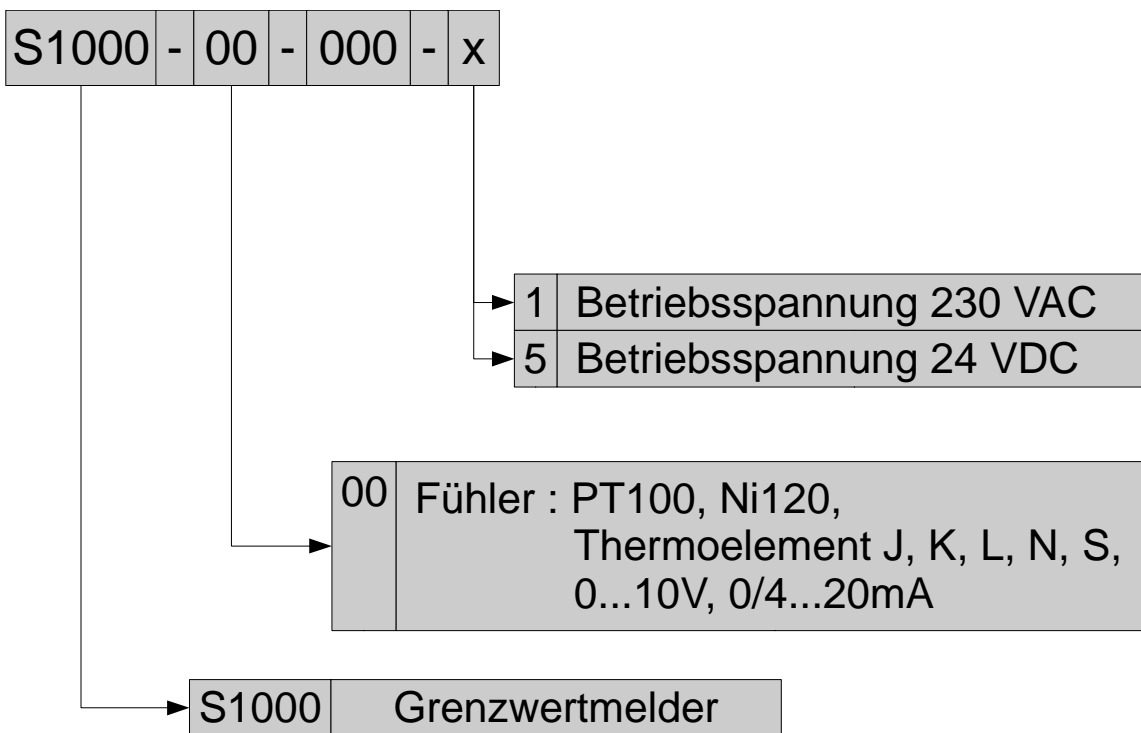 S1000 - 00 - 000 - x
1 Betriebsspannung 230 VAC
5 Betriebsspannung 24 VDC
00 Fühler : PT100, Ni120,
Thermoelement J, K, L, N, S,
0...10V, 0/4...20mA
S1000 Grenzwertmelder